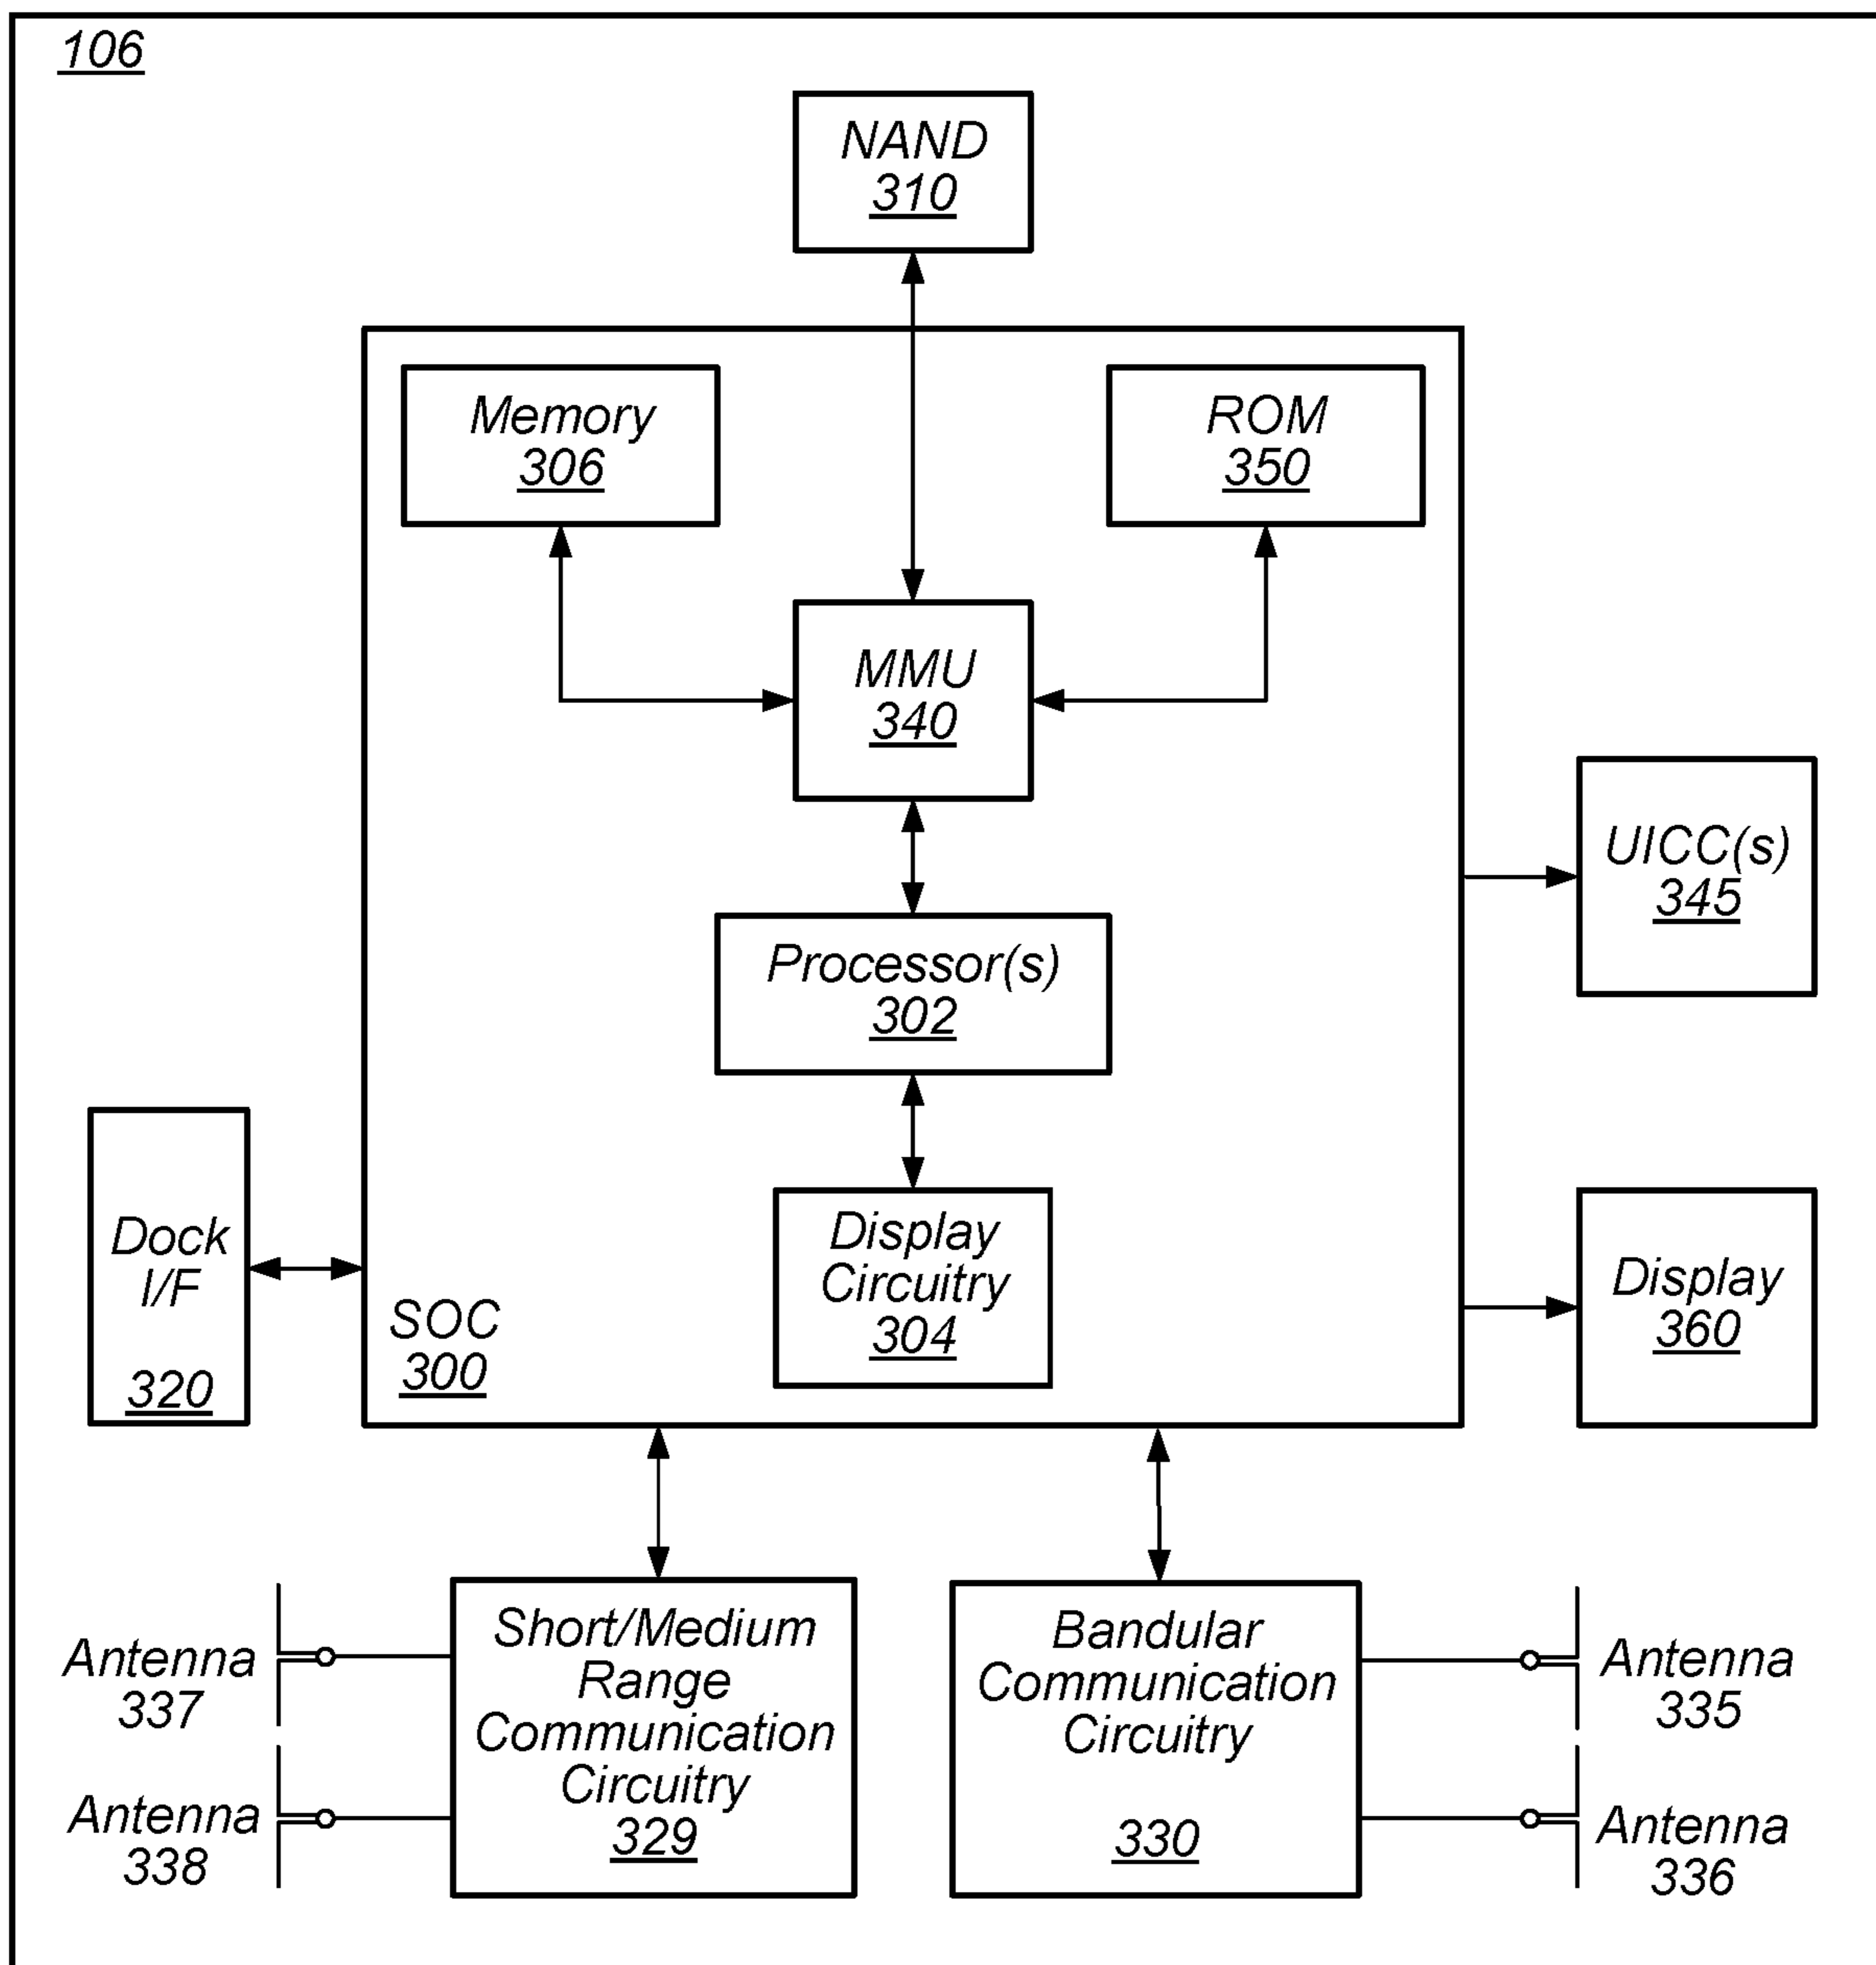 106
NAND
310
Memory
306
ROM
350
MMU
340
UICC(s)
345
Processor(s)
302
Dock
I/F
320
Display
Circuitry
304
SOC
300
Display
360
Short/Medium
Range
Communication
Circuitry
329
Bandular
Communication
Circuitry
330
Antenna
337
Antenna
338
Antenna
335
Antenna
336